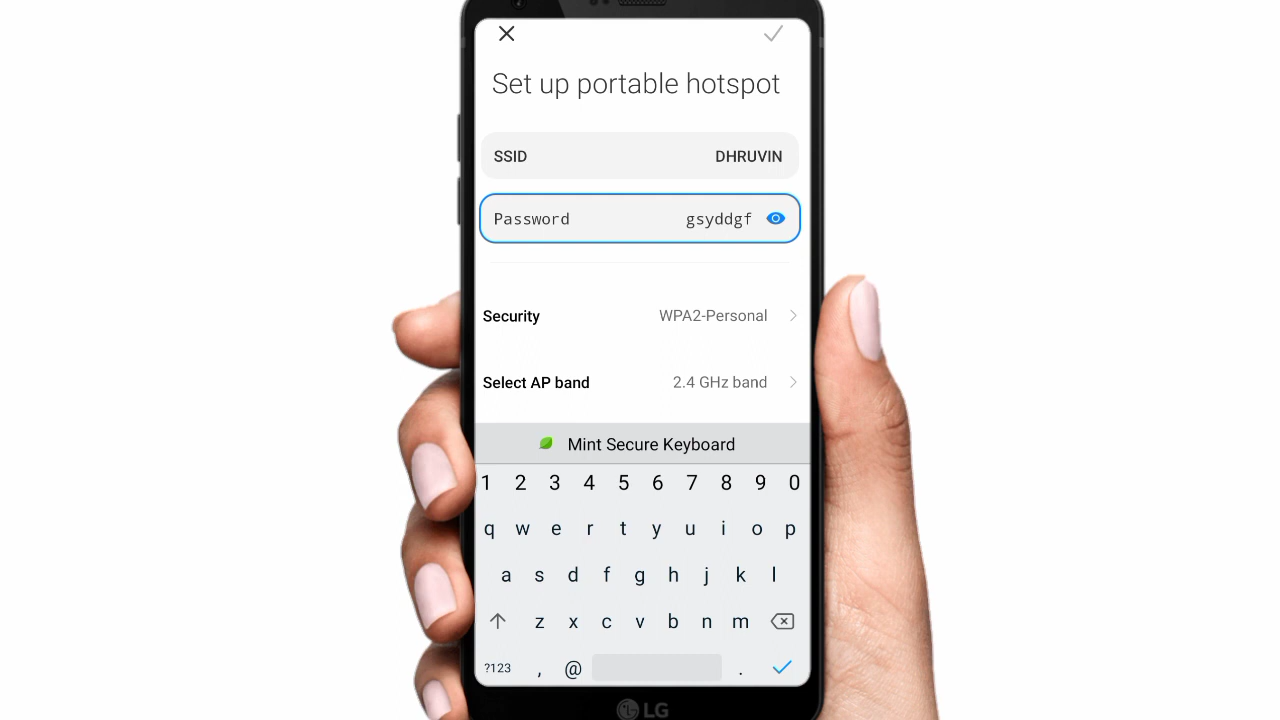 Set up portable hotspot
SSID DHRUVIN
Password gsyddgf
Security WPA2-Personal
Select AP band 2.4 GHz band
Mint Secure Keyboard
1 2 3 4 5 6 7 8 9 0
q w e r t y u i o p
a s d f g h j k l
z x c v b n m
?123 , @ .
LG